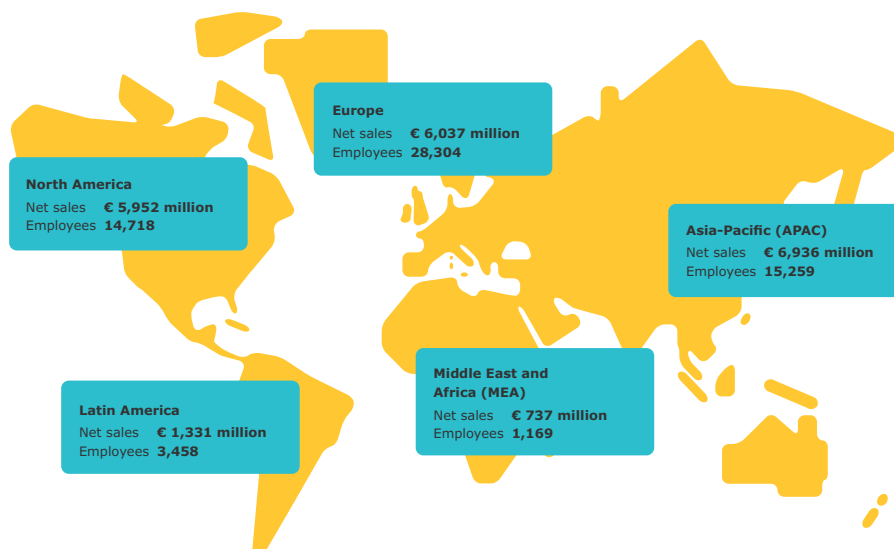 Europe
Net sales € 6,037 million
Employees 28,304
North America
Net sales € 5,952 million
Employees 14,718
Asia-Pacific (APAC)
Net sales € 6,936 million
Employees 15,259
Middle East and
Africa (MEA)
Net sales € 737 million
Employees 1,169
Latin America
Net sales € 1,331 million
Employees 3,458